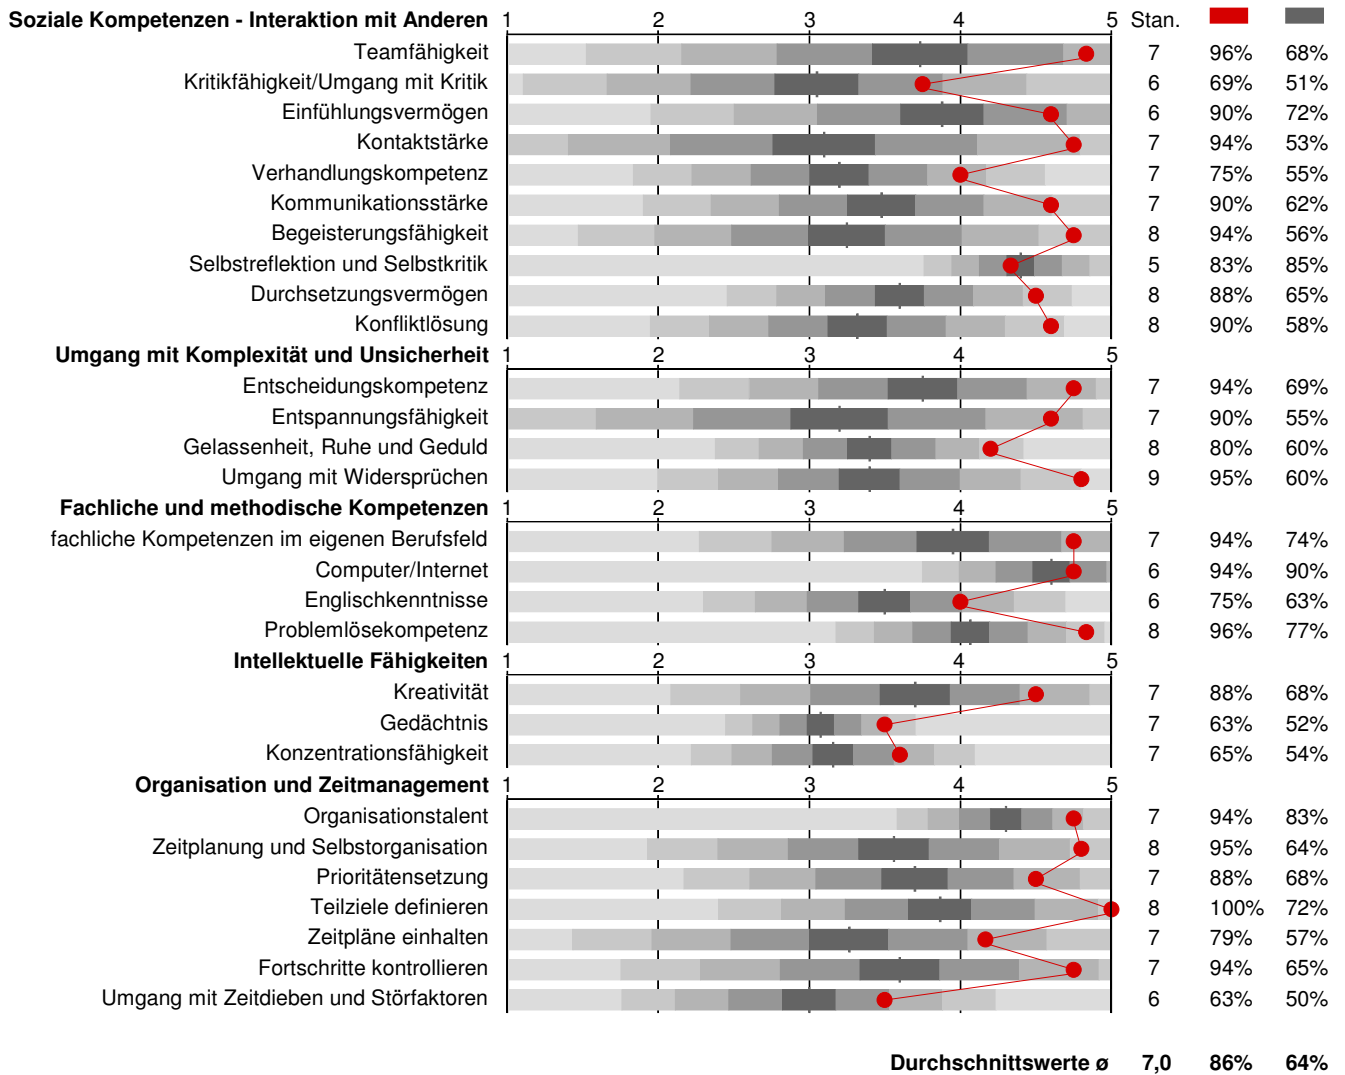 Soziale Kompetenzen - Interaktion mit Anderen 1 2 3 4 5 Stan.
Teamfähigkeit 7 96% 68%
Kritikfähigkeit/Umgang mit Kritik 6 69% 51%
Einfühlungsvermögen 6 90% 72%
Kontaktstärke 7 94% 53%
Verhandlungskompetenz 7 75% 55%
Kommunikationsstärke 7 90% 62%
Begeisterungsfähigkeit 8 94% 56%
Selbstreflektion und Selbstkritik 5 83% 85%
Durchsetzungsvermögen 8 88% 65%
Konfliktlösung 8 90% 58%
Umgang mit Komplexität und Unsicherheit 1 2 3 4 5
Entscheidungskompetenz 7 94% 69%
Entspannungsfähigkeit 7 90% 55%
Gelassenheit, Ruhe und Geduld 8 80% 60%
Umgang mit Widersprüchen 9 95% 60%
Fachliche und methodische Kompetenzen 1 2 3 4 5
fachliche Kompetenzen im eigenen Berufsfeld 7 94% 74%
Computer/Internet 6 94% 90%
Englischkenntnisse 6 75% 63%
Problemlösekompetenz 8 96% 77%
Intellektuelle Fähigkeiten 1 2 3 4 5
Kreativität 7 88% 68%
Gedächtnis 7 63% 52%
Konzentrationsfähigkeit 7 65% 54%
Organisation und Zeitmanagement 1 2 3 4 5
Organisationstalent 7 94% 83%
Zeitplanung und Selbstorganisation 8 95% 64%
Prioritätensetzung 7 88% 68%
Teilziele definieren 8 100% 72%
Zeitpläne einhalten 7 79% 57%
Fortschritte kontrollieren 7 94% 65%
Umgang mit Zeitdieben und Störfaktoren 6 63% 50%
Durchschnittswerte ø 7,0 86% 64%